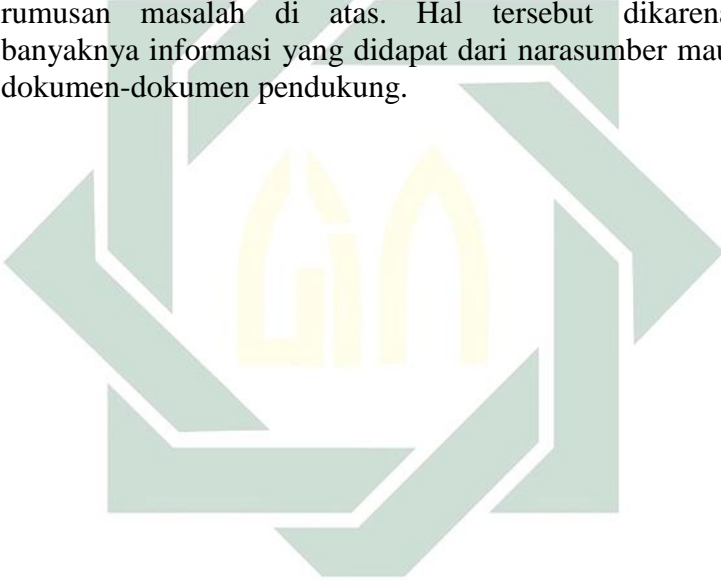 rumusan masalah di atas. Hal tersebut dikarena
banyaknya informasi yang didapat dari narasumber mau
dokumen-dokumen pendukung.